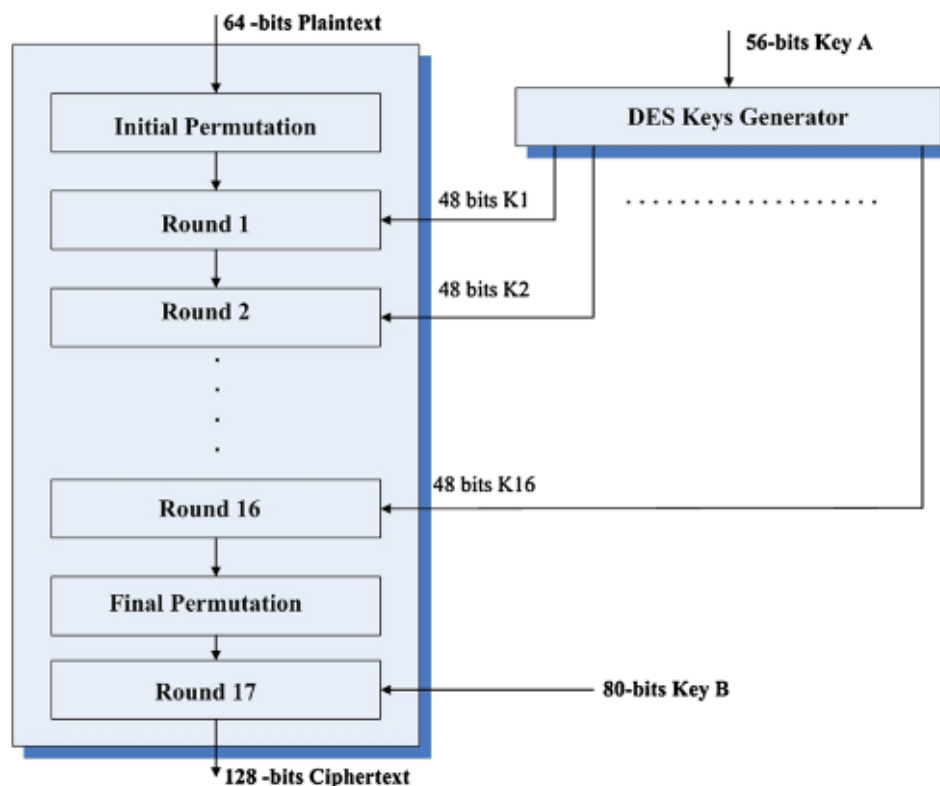 64 -bits Plaintext
56-bits Key A
Initial Permutation
DES Keys Generator
48 bits K1
Round 1
48 bits K2
Round 2
48 bits K16
Round 16
Final Permutation
Round 17
80-bits Key B
128 -bits Ciphertext